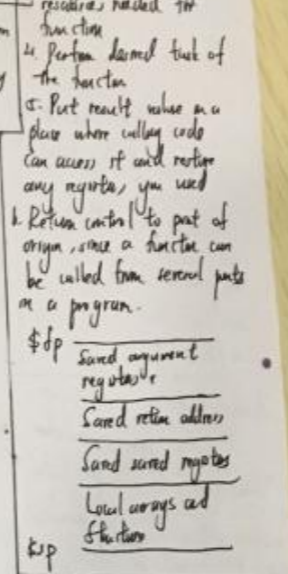 resources needed for
function
4. Perform desired task of
the function
5. Put result value in a
place where calling code
can access it and restore
any registers you used
6. Return control to point of
origin, since a function can
be called from several points
in a program.
$fp
Saved argument
registers
Saved return address
Saved saved registers
Local arrays and
structures
$sp